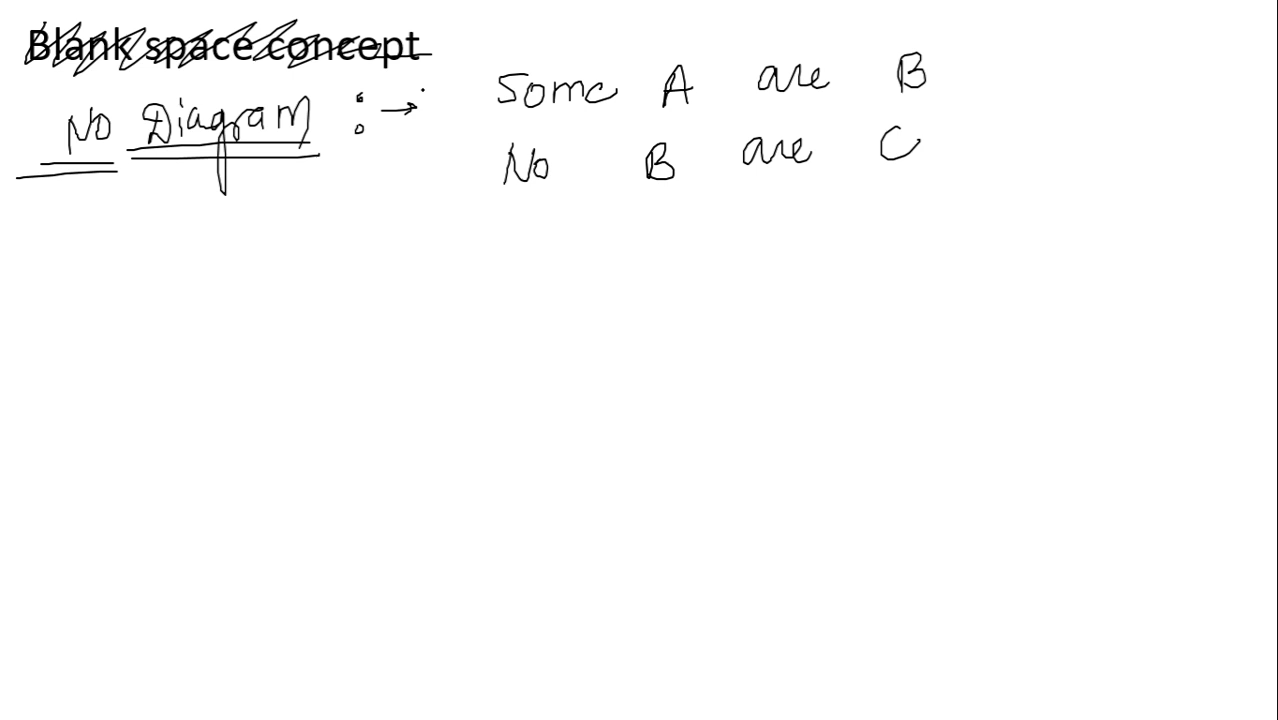 Blank space concept
No Diagram :→
Some A are B
No B are C